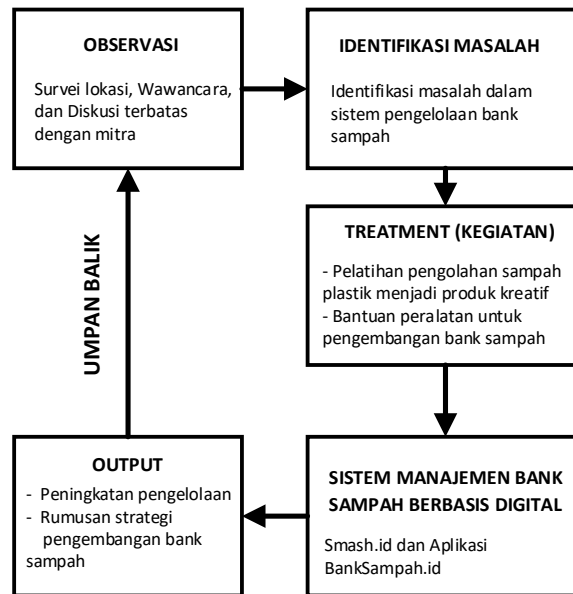 OBSERVASI
Survei lokasi, Wawancara,
dan Diskusi terbatas
dengan mitra
IDENTIFIKASI MASALAH
Identifikasi masalah dalam
sistem pengelolaan bank
sampah
TREATMENT (KEGIATAN)
- Pelatihan pengolahan sampah
plastik menjadi produk kreatif
- Bantuan peralatan untuk
pengembangan bank sampah
SISTEM MANAJEMEN BANK
SAMPAH BERBASIS DIGITAL
Smash.id dan Aplikasi
BankSampah.id
OUTPUT
- Peningkatan pengelolaan
- Rumusan strategi
pengembangan bank
sampah
UMPAN BALIK